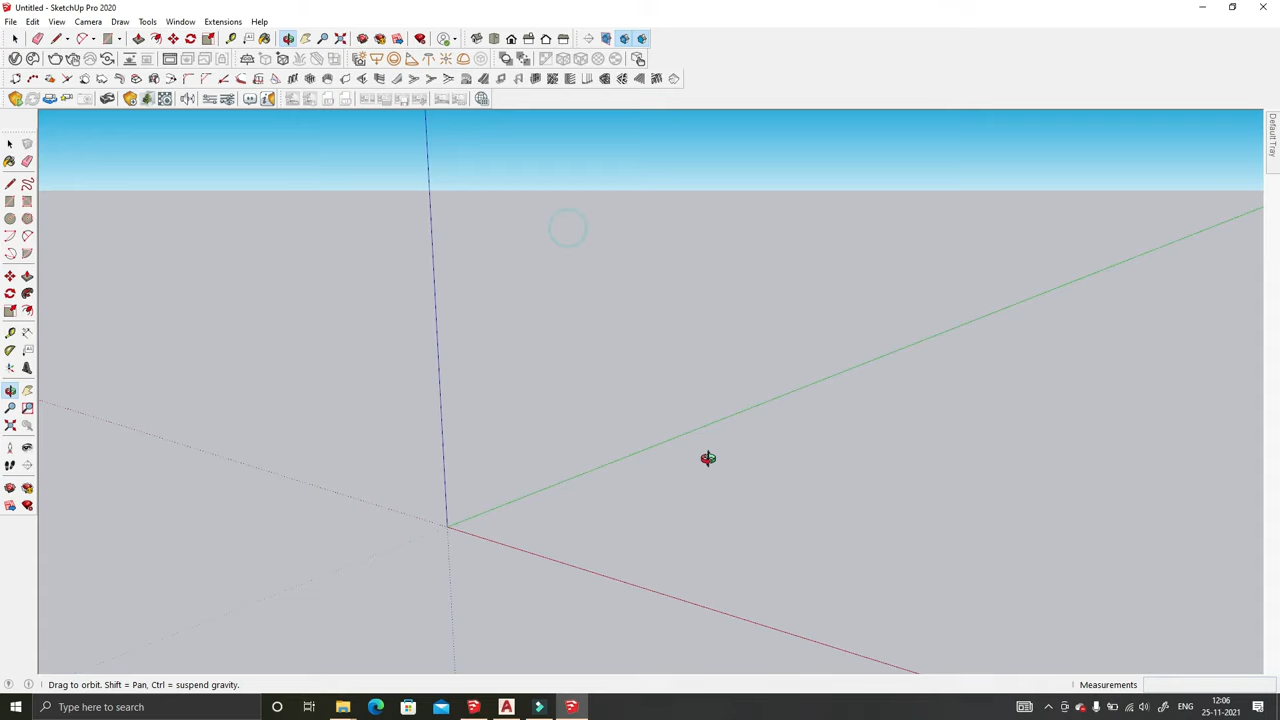 Untitled - SketchUp Pro 2020
File Edit View Camera Draw Tools Window Extensions Help
Default Tray
Drag to orbit. Shift = Pan, Ctrl = suspend gravity.
Measurements
Type here to search
ENG
12:06
25-11-2021